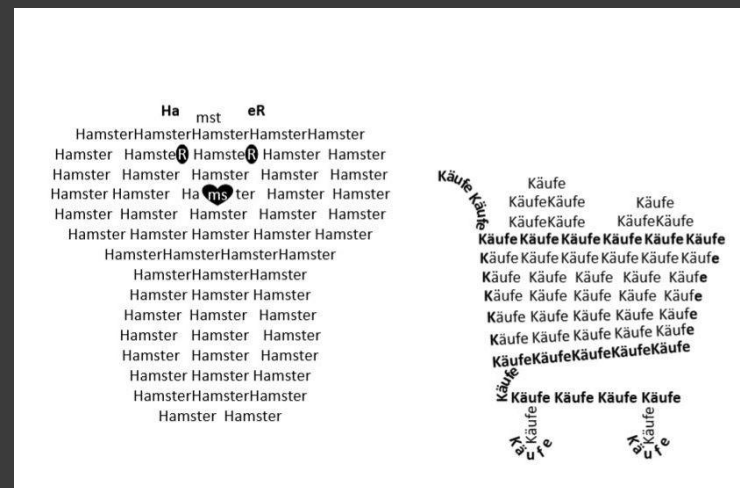 Ha mst eR
HamsterHamsterHamsterHamsterHamster
Hamster HamsteR HamsteR Hamster Hamster
Hamster Hamster Hamster Hamster Hamster
Hamster Hamster Ha ms ter Hamster Hamster
Hamster Hamster Hamster Hamster Hamster
Hamster Hamster Hamster Hamster Hamster
HamsterHamsterHamsterHamster
HamsterHamsterHamster
Hamster Hamster Hamster
Hamster Hamster Hamster
Hamster Hamster Hamster
Hamster Hamster Hamster
Hamster Hamster Hamster
HamsterHamsterHamster
Hamster Hamster
Käufe Käufe
Käufe
KäufeKäufe Käufe
KäufeKäufe KäufeKäufe
Käufe Käufe Käufe Käufe Käufe Käufe
Käufe Käufe Käufe Käufe Käufe Käufe
Käufe Käufe Käufe Käufe Käufe
Käufe Käufe Käufe Käufe Käufe
Käufe Käufe Käufe Käufe Käufe
Käufe Käufe Käufe Käufe Käufe
KäufeKäufeKäufeKäufeKäufe
Käufe
Käufe Käufe Käufe Käufe
Käufe Käufe
Käufe Käufe